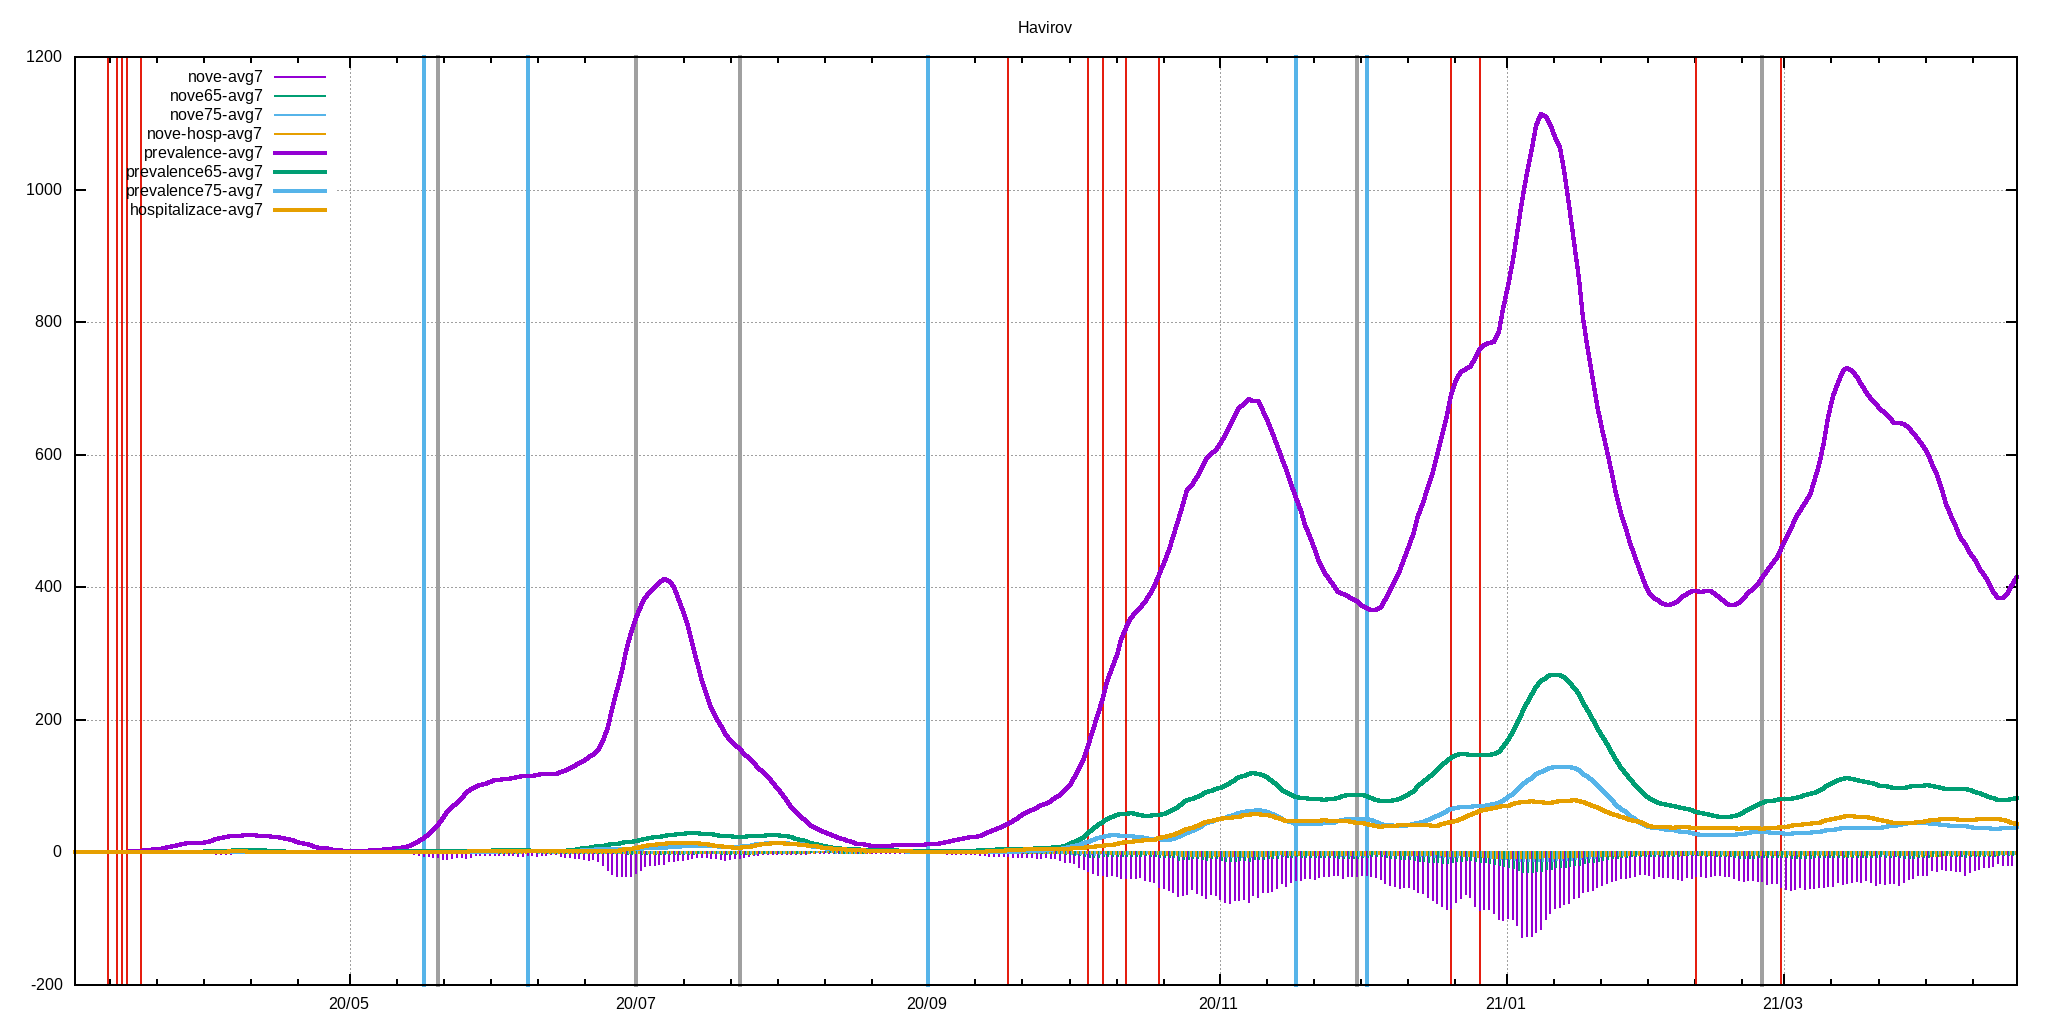 Havirov
1200
1000
800
600
400
200
0
-200
nove-avg7
nove65-avg7
nove75-avg7
nove-hosp-avg7
prevalence-avg7
prevalence65-avg7
prevalence75-avg7
hospitalizace-avg7
20/05
20/07
20/09
20/11
21/01
21/03